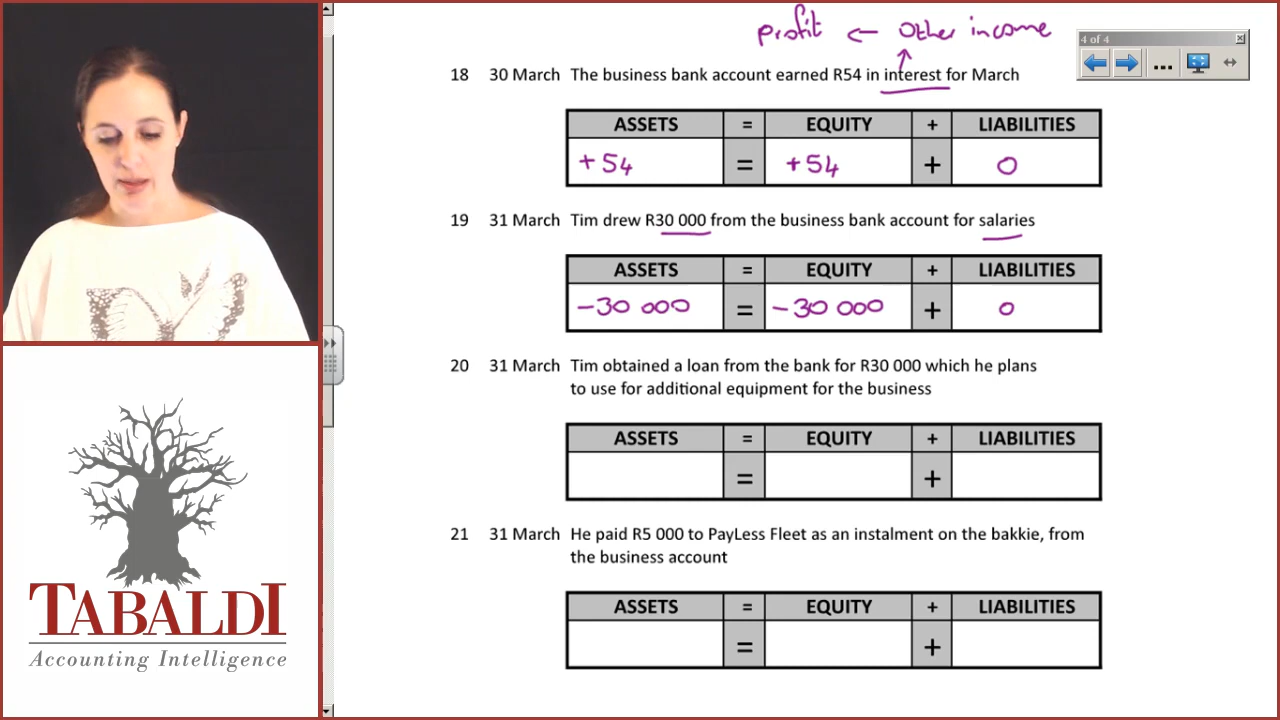 profit ← Other income
4 of 4
18 30 March The business bank account earned R54 in interest for March
ASSETS = EQUITY + LIABILITIES
+54 = +54 + 0
19 31 March Tim drew R30 000 from the business bank account for salaries
ASSETS = EQUITY + LIABILITIES
-30 000 = -30 000 + 0
20 31 March Tim obtained a loan from the bank for R30 000 which he plans
to use for additional equipment for the business
ASSETS = EQUITY + LIABILITIES
= +
21 31 March He paid R5 000 to PayLess Fleet as an instalment on the bakkie, from
the business account
ASSETS = EQUITY + LIABILITIES
= +
TABALDI
Accounting Intelligence